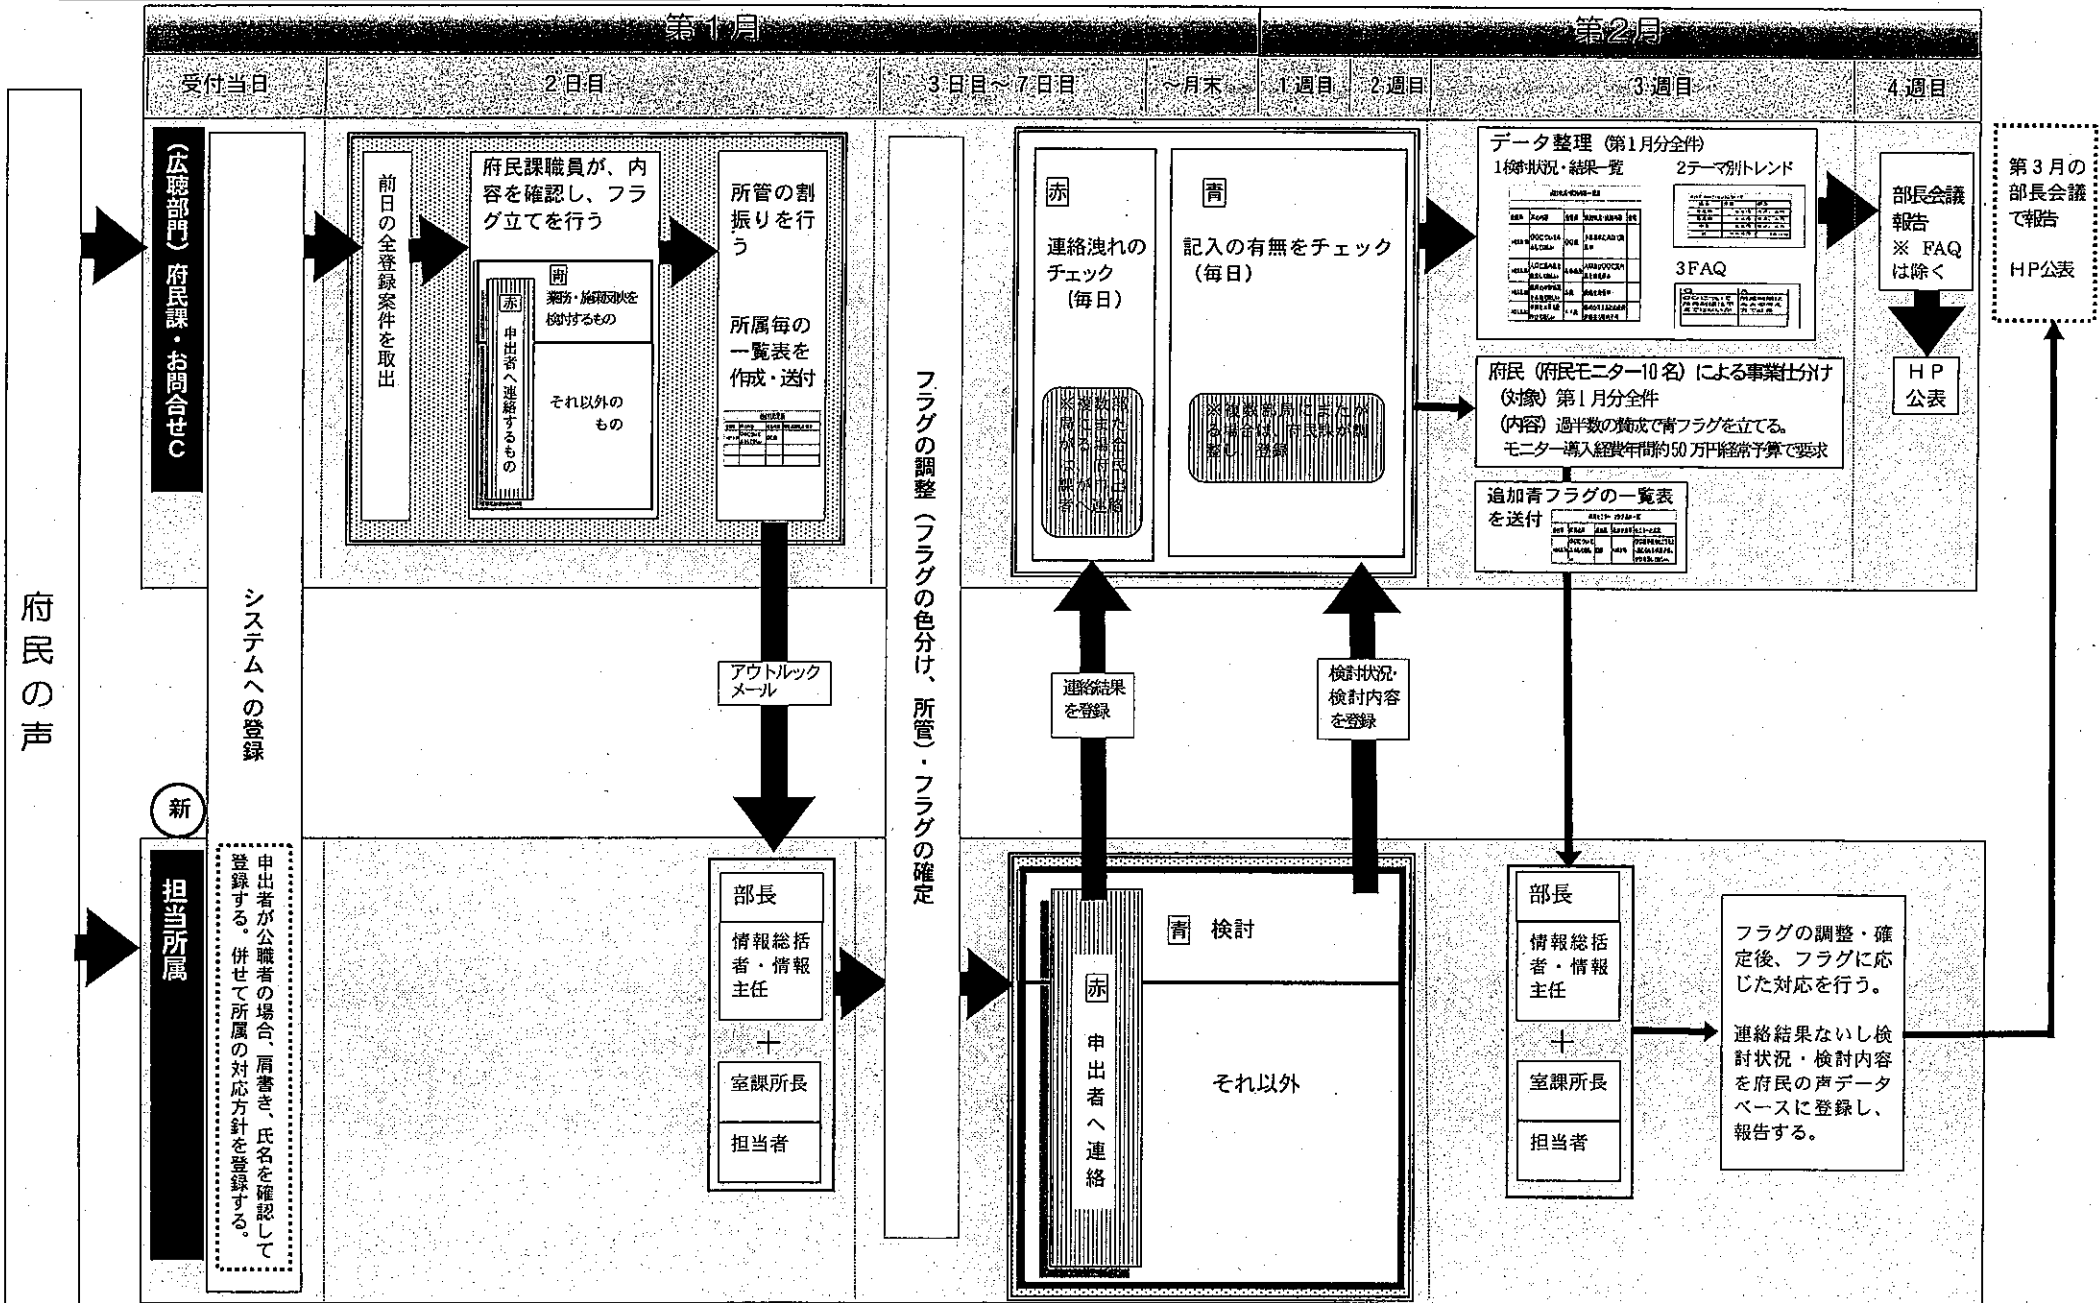 第1月
第2月
受付当日
2日目
3日目～7日目
～月末
1週目
2週目
3週目
4週目
府民の声
(広聴部門) 府民課・お問合せC
システムへの登録
前日の全登録案件を取出
府民課職員が、内
容を確認し、フラ
グ立てを行う
青
業務・施策反映を
検討するもの
赤
申出者へ連絡するもの
それ以外の
もの
所管の割
振りを行
う
所属毎の
一覧表を
作成・送付
アウトルック
メール
フラグの調整（フラグの色分け、所管）・フラグの確定
赤
連絡洩れの
チェック
（毎日）
青
記入の有無をチェック
（毎日）
※複数部局にまたが
る場合は、府民課が調
整し、登録
連絡結果
を登録
検討状況・
検討内容
を登録
データ整理（第1月分全件）
1検討状況・結果一覧
2テーマ別トレンド
3FAQ
府民（府民モニター10名）による事業仕分け
(対象) 第1月分全件
(内容) 過半数の賛成で青フラグを立てる。
モニター導入経費年間約50万円経常予算で要求
追加青フラグの一覧表
を送付
部長会議
報告
※ FAQ
は除く
HP
公表
第3月の
部長会議
で報告
HP公表
新
担当所属
申出者が公職者の場合、肩書き、氏名を確認して
登録する。併せて所属の対応方針を登録する。
部長
情報総括
者・情報
主任
＋
室課所長
担当者
青 検討
赤
申出者へ連絡
それ以外
部長
情報総括
者・情報
主任
＋
室課所長
担当者
フラグの調整・確
定後、フラグに応
じた対応を行う。
連絡結果ないし検
討状況・検討内容
を府民の声データ
ベースに登録し、
報告する。